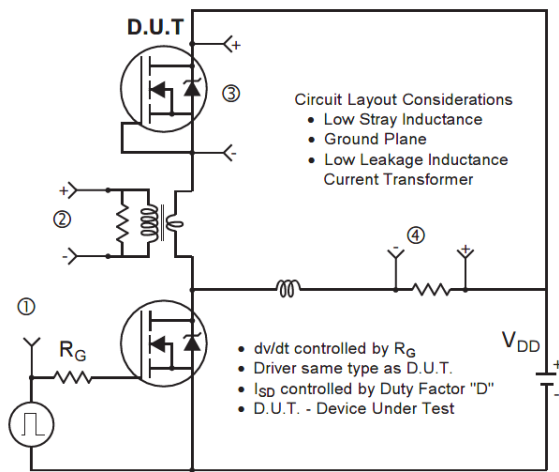 D.U.T
+
③
-
Circuit Layout Considerations
• Low Stray Inductance
• Ground Plane
• Low Leakage Inductance
Current Transformer
+
②
-
④
-
+
①
RG
• dv/dt controlled by RG
• Driver same type as D.U.T.
• ISD controlled by Duty Factor "D"
• D.U.T. - Device Under Test
VDD
+
-